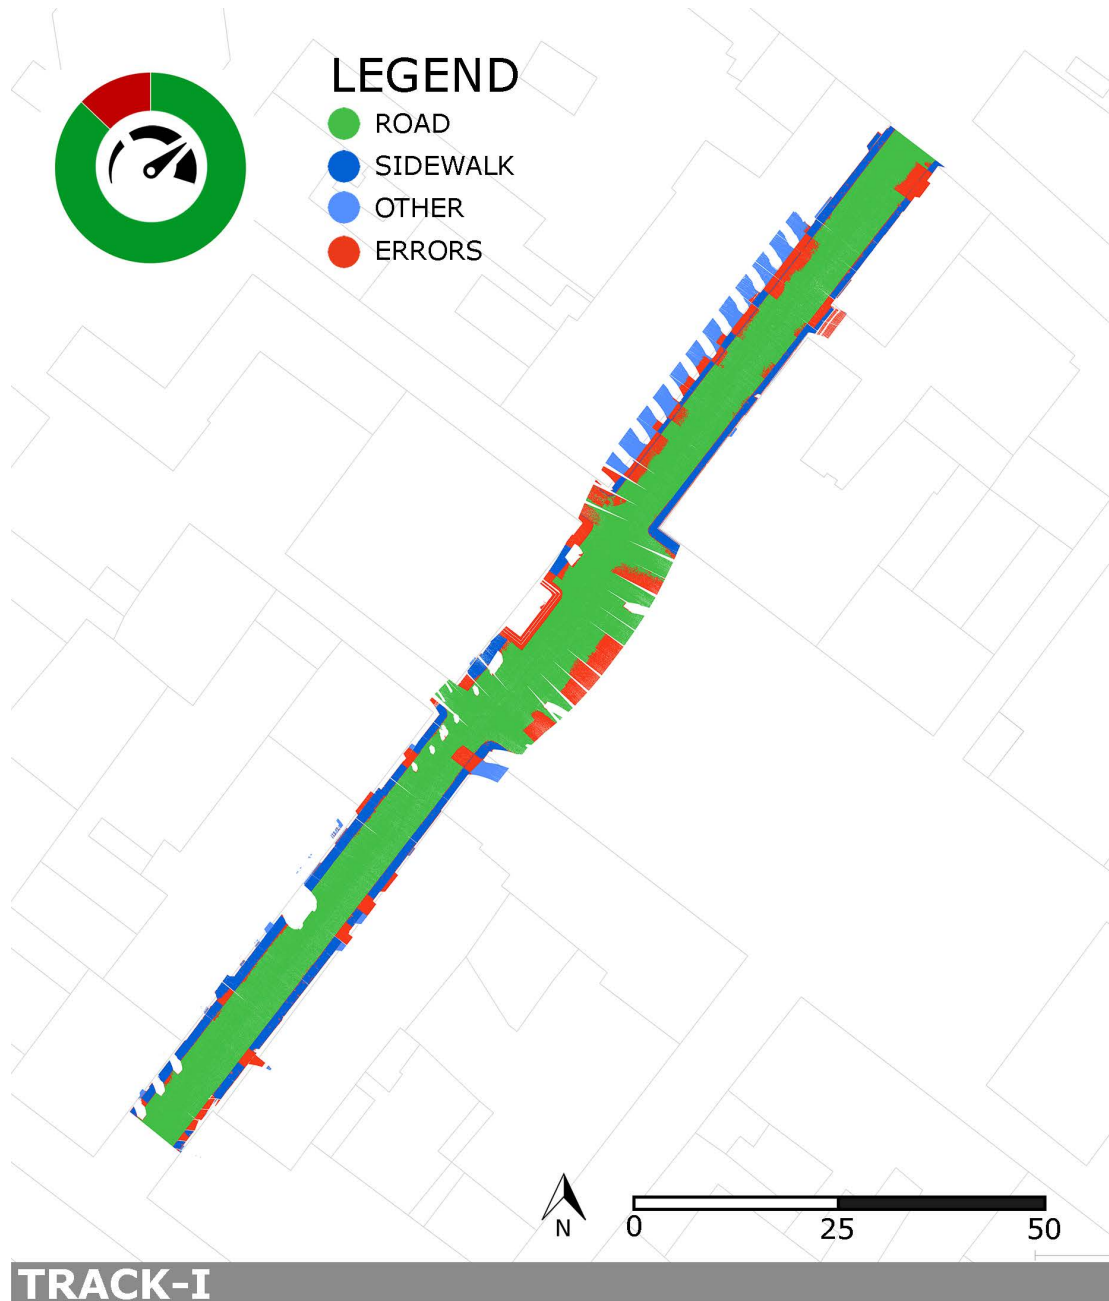 LEGEND
ROAD
SIDEWALK
OTHER
ERRORS
N
0 25 50
TRACK-I